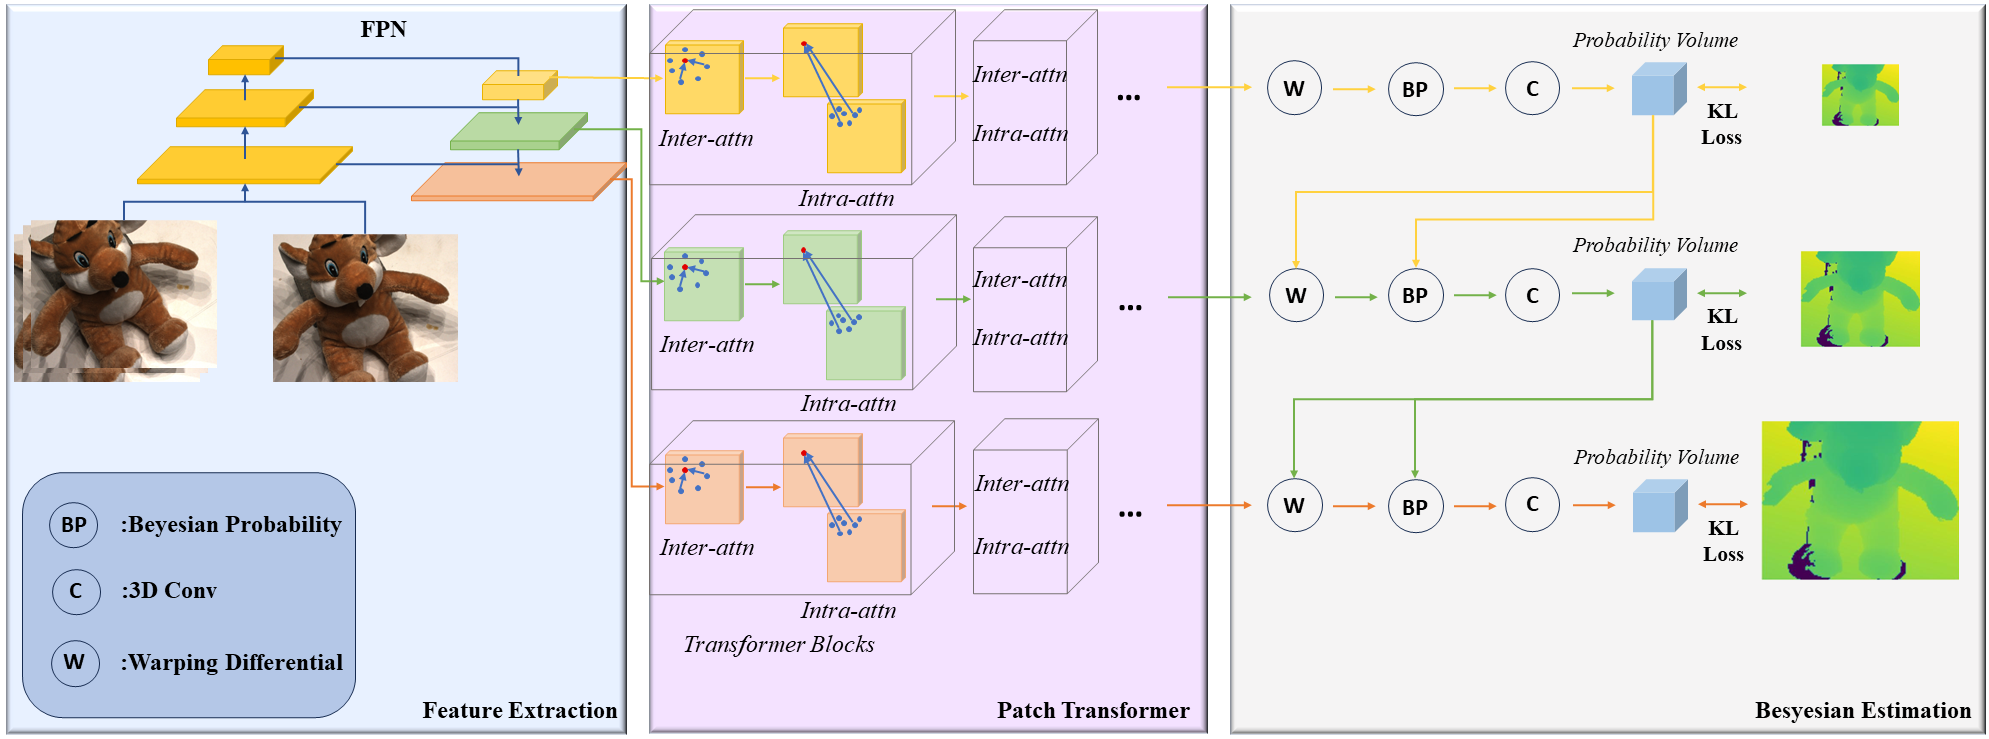 FPN
BP :Beyesian Probability
C :3D Conv
W :Warping Differential
Feature Extraction
Inter-attn
Intra-attn
Inter-attn
Intra-attn
...
Inter-attn
Intra-attn
Inter-attn
Intra-attn
...
Inter-attn
Intra-attn
Inter-attn
Intra-attn
...
Transformer Blocks
Patch Transformer
Probability Volume
W BP C
KL
Loss
Probability Volume
W BP C
KL
Loss
Probability Volume
W BP C
KL
Loss
Besyesian Estimation